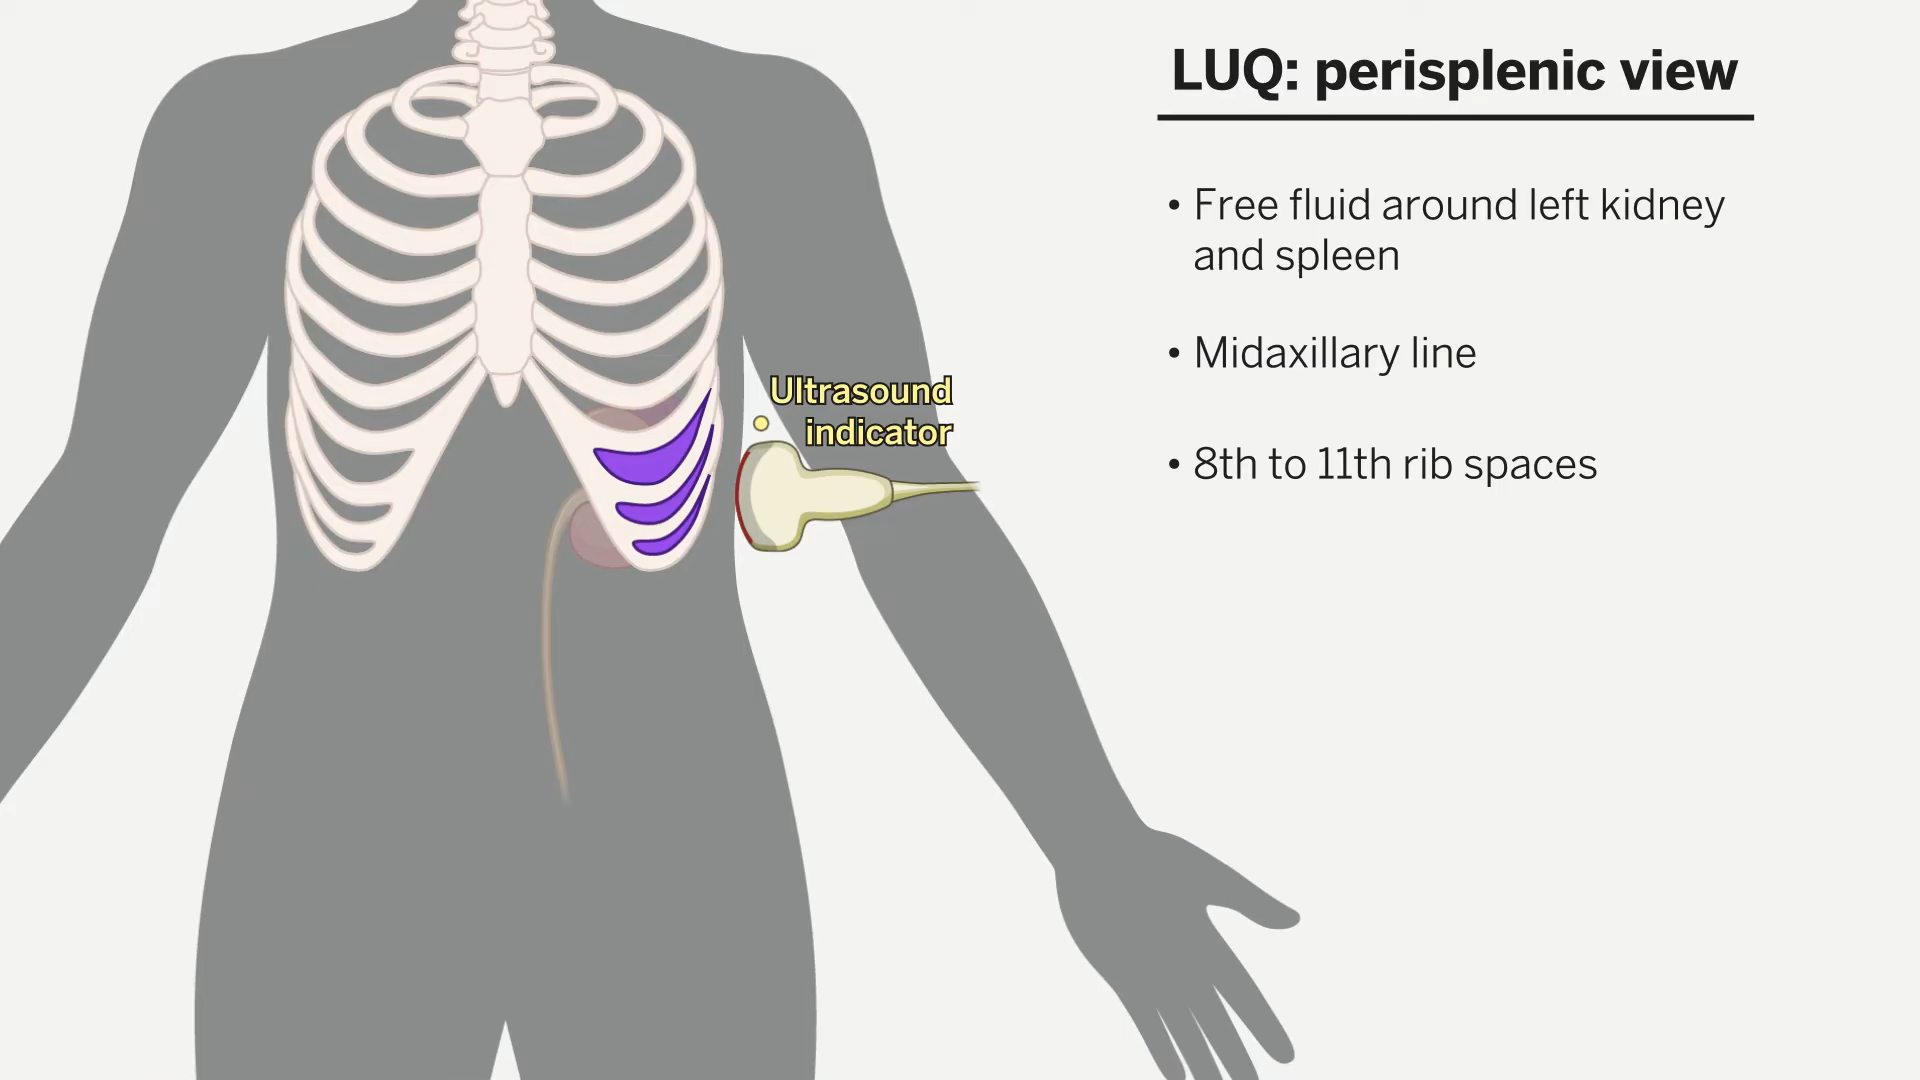 LUQ: perisplenic view
• Free fluid around left kidney
and spleen
• Midaxillary line
• 8th to 11th rib spaces
Ultrasound
indicator